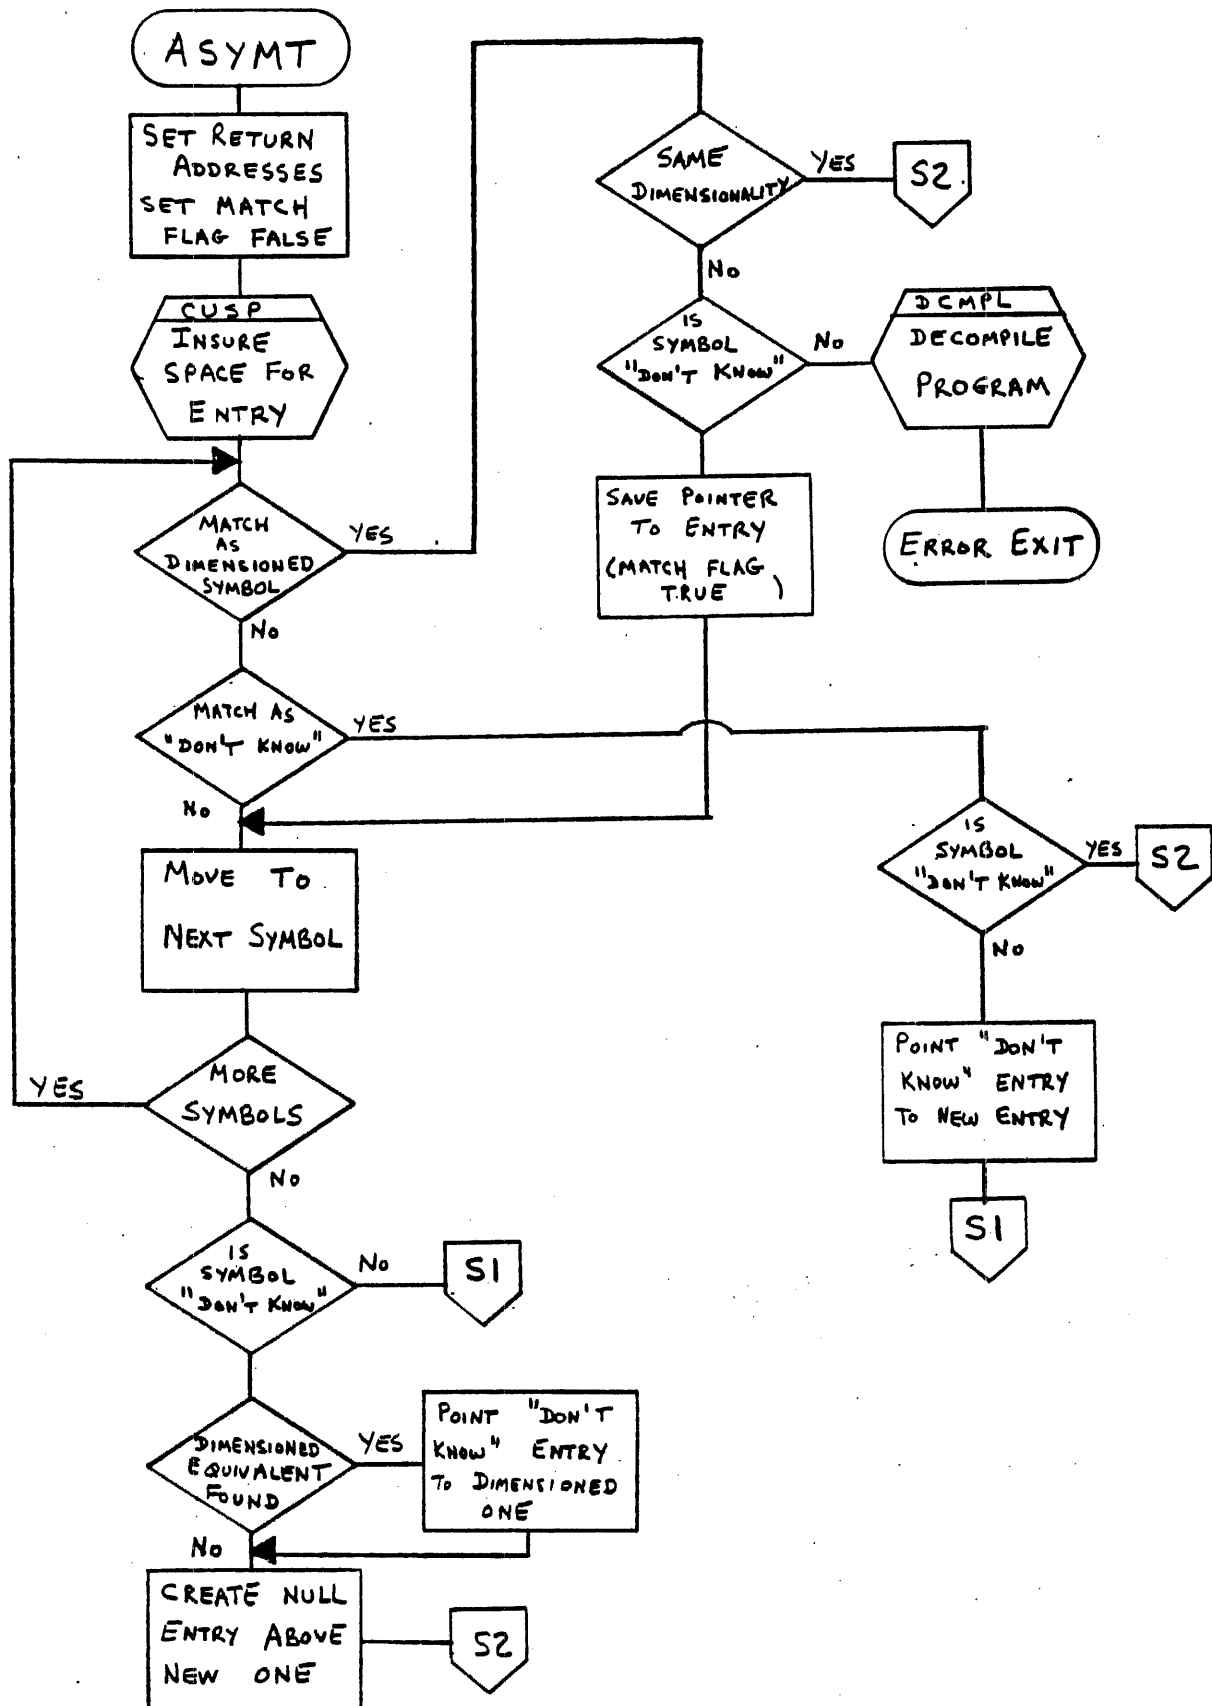 ASYMT
SET RETURN
ADDRESSES
SET MATCH
FLAG FALSE
CUSP
INSURE
SPACE FOR
ENTRY
MATCH
AS
DIMENSIONED
SYMBOL
YES
NO
MATCH AS
"DON'T KNOW"
YES
NO
MOVE TO
NEXT SYMBOL
MORE
SYMBOLS
YES
NO
IS
SYMBOL
"DON'T KNOW"
NO
S1
DIMENSIONED
EQUIVALENT
FOUND
YES
POINT "DON'T
KNOW" ENTRY
TO DIMENSIONED
ONE
NO
CREATE NULL
ENTRY ABOVE
NEW ONE
S2
SAME
DIMENSIONALITY
YES
S2
NO
IS
SYMBOL
"DON'T KNOW"
NO
DCMPL
DECOMPILE
PROGRAM
ERROR EXIT
SAVE POINTER
TO ENTRY
(MATCH FLAG
TRUE )
IS
SYMBOL
"DON'T KNOW"
YES
S2
NO
POINT "DON'T
KNOW" ENTRY
TO NEW ENTRY
S1